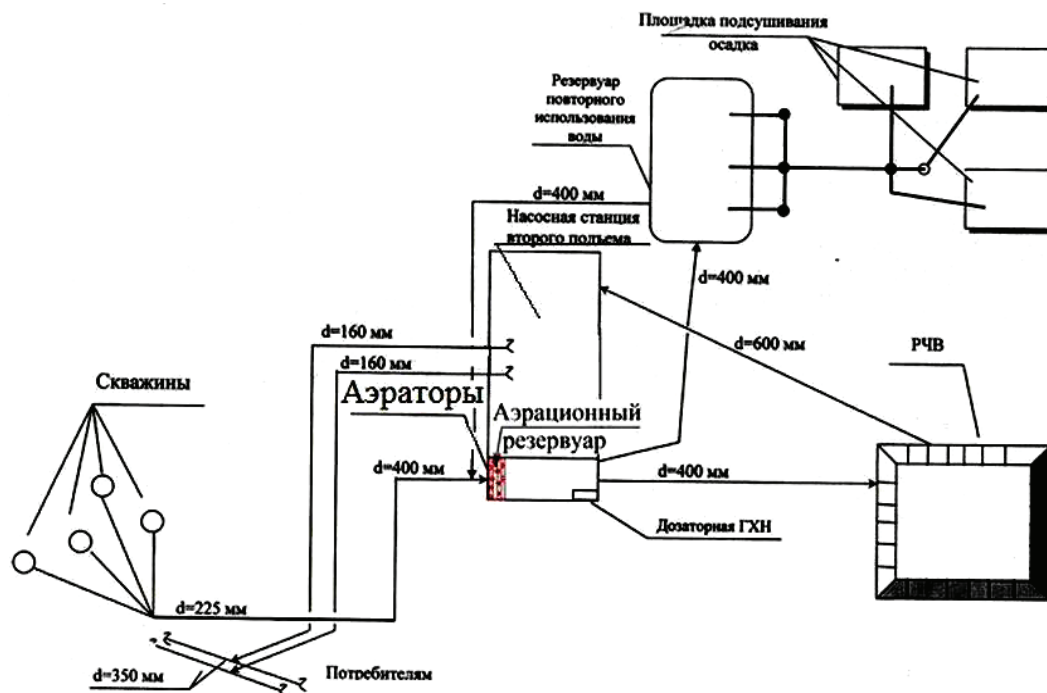 Площадка подсушивания
осадка
Резервуар
повторного
использования
воды
d=400 мм
Насосная станция
второго подъема
d=400 мм
d=160 мм
d=600 мм
РЧВ
d=160 мм
Скважины
Аэраторы
Аэрационный
резервуар
d=400 мм
d=400 мм
Дозаторная ГХН
d=225 мм
d=350 мм
Потребителям